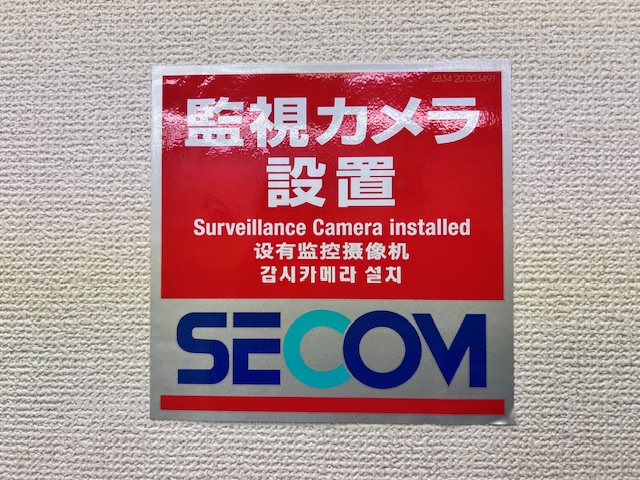 6834 20 003491
監視カメラ
設置
Surveillance Camera installed
设有监控摄像机
감시카메라 설치
SECOM